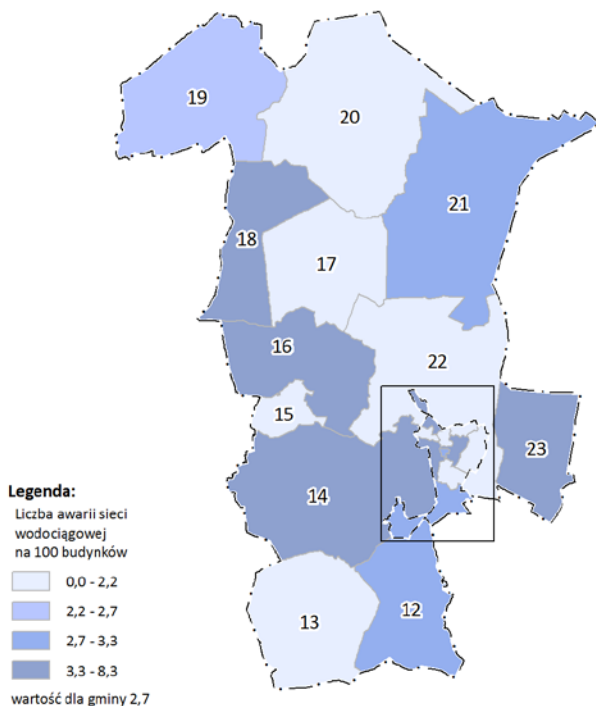 19
20
21
18
17
16
22
15
23
14
12
13
Legenda:
Liczba awarii sieci
wodociągowej
na 100 budynków
0,0 - 2,2
2,2 - 2,7
2,7 - 3,3
3,3 - 8,3
wartość dla gminy 2,7